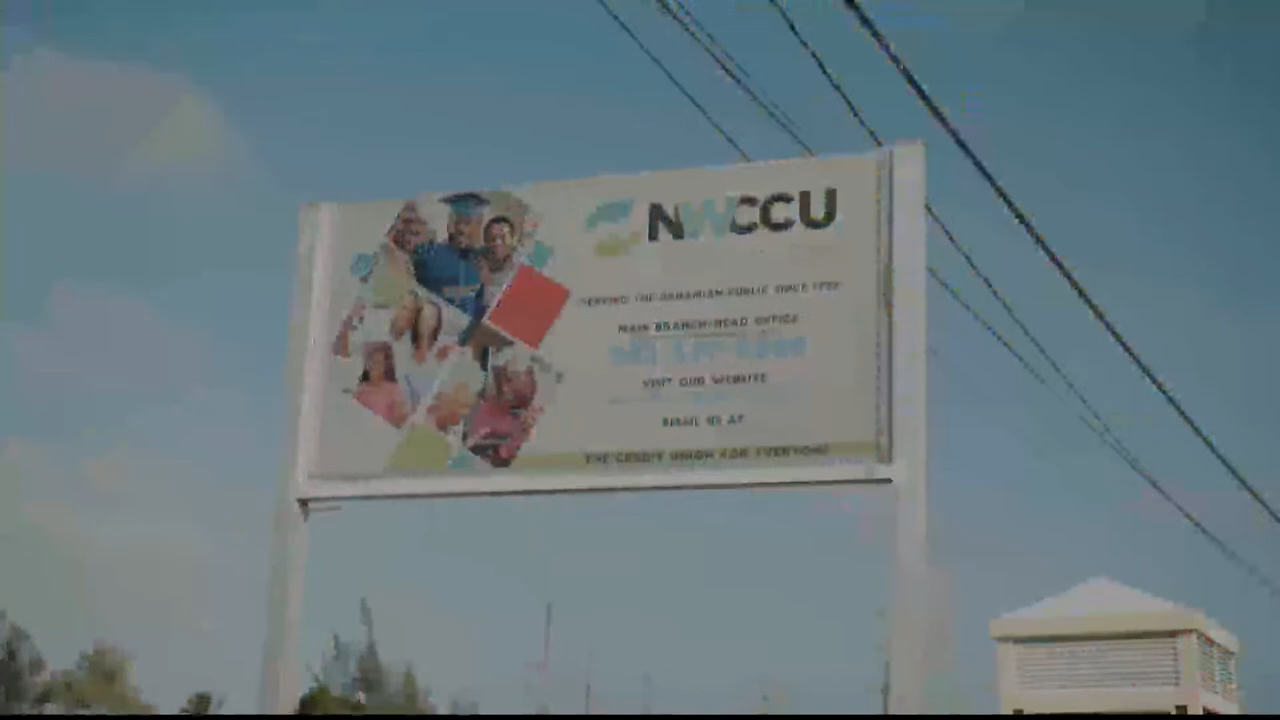 NWCCU
SERVING THE BAHAMIAN PUBLIC SINCE
MAIN BRANCH/HEAD OFFICE
VISIT OUR WEBSITE
EMAIL US AT
THE CREDIT UNION FOR EVERYONE